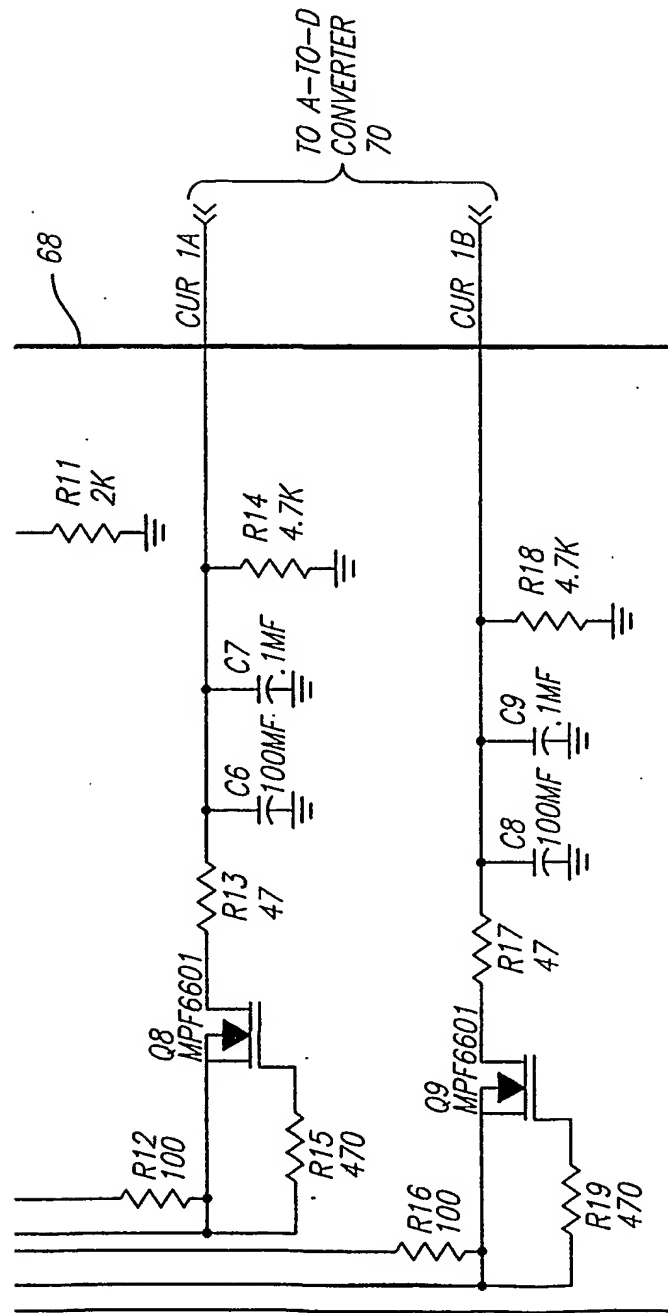 68
R11
2K
R12
100
Q8
MPF6601
R13
47
C6
100MF
C7
.1MF
R14
4.7K
R15
470
CUR 1A
TO A-TO-D
CONVERTER
70
R16
100
Q9
MPF6601
R17
47
C8
100MF
C9
.1MF
R18
4.7K
R19
470
CUR 1B